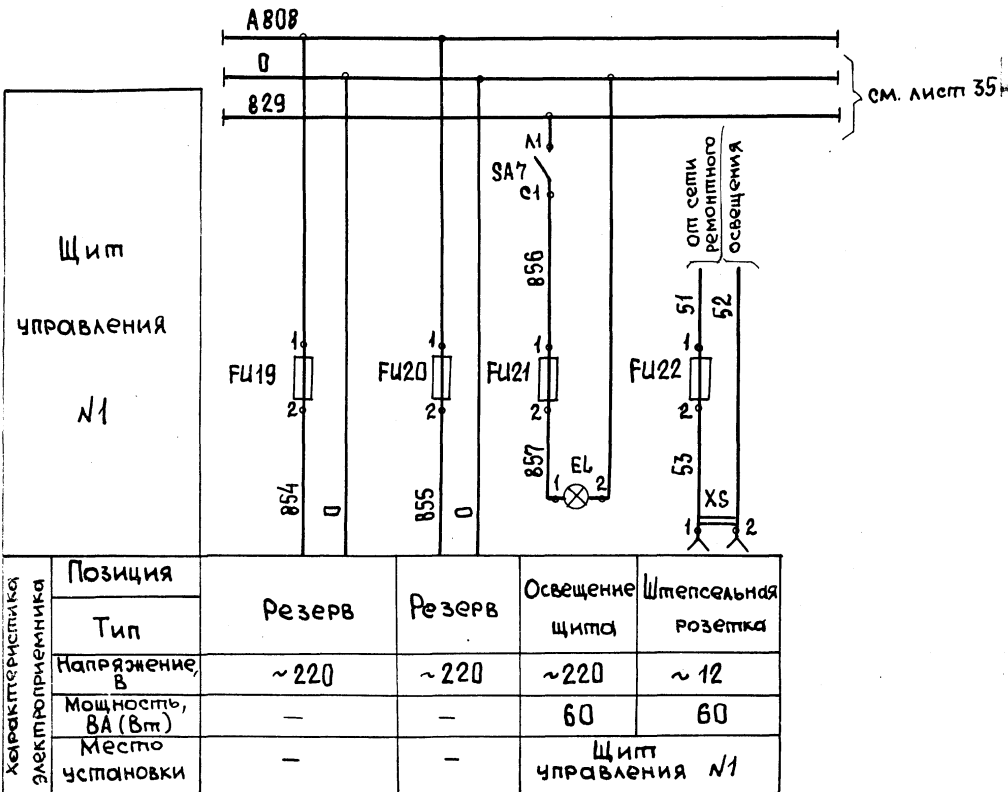 А808
0
829
см. лист 35
Щит
управления
N1
Л1
SA7
С1
856
1
FU21
2
857
EL
1
2
1
FU19
2
854
0
1
FU20
2
855
0
от сети
ремонтного
освещения
51
52
1
FU22
2
53
XS
1
2
Характеристика
электроприемника
Позиция
Тип
Резерв
Резерв
Освещение
щита
Штепсельная
розетка
Напряжение,
В
~220
~220
~220
~12
Мощность,
ВА (Вт)
—
—
60
60
Место
установки
—
—
Щит
управления N1